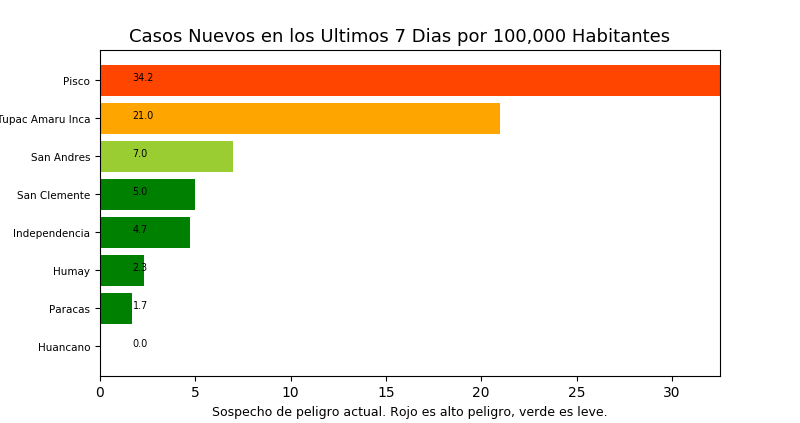 Casos Nuevos en los Ultimos 7 Dias por 100,000 Habitantes
Pisco 34.2
Tupac Amaru Inca 21.0
San Andres 7.0
San Clemente 5.0
Independencia 4.7
Humay 2.3
Paracas 1.7
Huancano 0.0
0 5 10 15 20 25 30
Sospecho de peligro actual. Rojo es alto peligro, verde es leve.